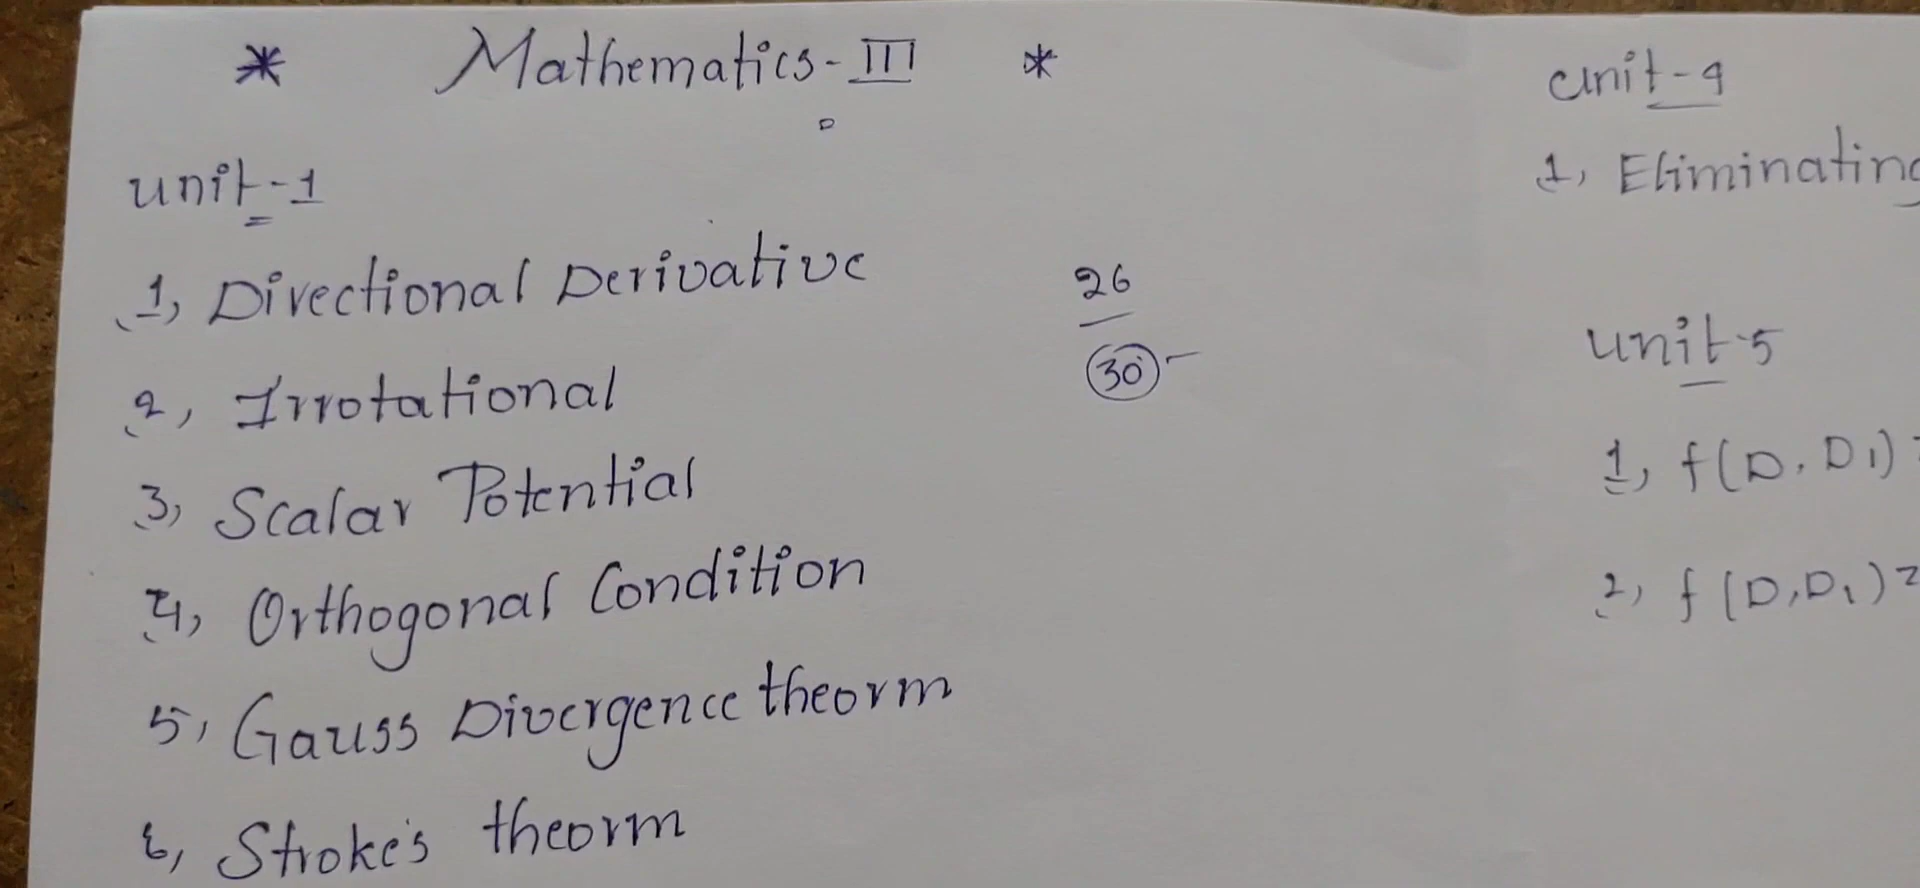 * Mathematics-III *
unit-1
1, Directional Derivative
2, Irrotational
3, Scalar Potential
4, Orthogonal Condition
5, Gauss Divergence theorm
6, Stroke's theorm
26
30
unit-4
1, Eliminating
unit-5
1, f(D, D1)
2, f(D,D1)=